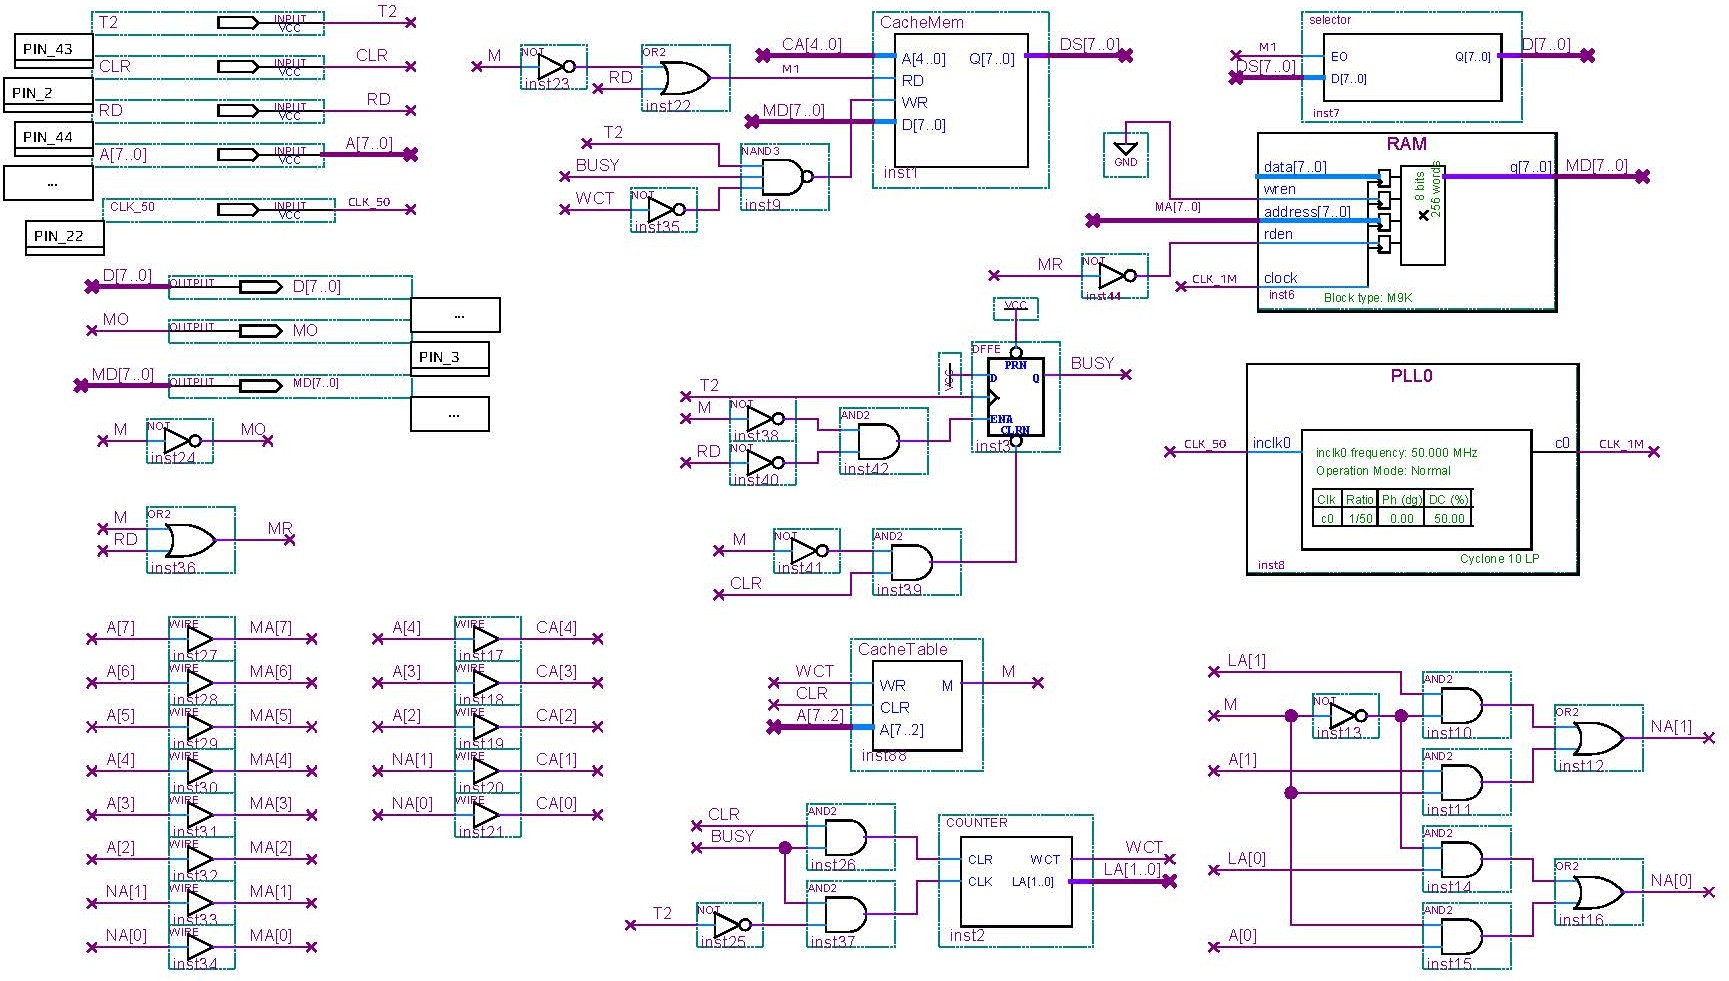 T2
INPUT
VCC
T2
PIN_43
CLR
INPUT
VCC
CLR
PIN_2
RD
INPUT
VCC
RD
PIN_44
A[7..0]
INPUT
VCC
A[7..0]
...
CLK_50
INPUT
VCC
CLK_50
PIN_22
D[7..0]
OUTPUT
D[7..0]
...
MO
OUTPUT
MO
PIN_3
MD[7..0]
OUTPUT
MD[7..0]
...
M
NOT
MO
inst24
M
RD
OR2
MR
inst36
M
NOT
inst23
OR2
RD
inst22
M1
T2
BUSY
WCT
NOT
inst35
NAND3
inst9
CacheMem
CA[4..0]
MD[7..0]
A[4..0]
RD
WR
D[7..0]
Q[7..0]
DS[7..0]
inst1
selector
M1
DS[7..0]
EO
D[7..0]
Q[7..0]
D[7..0]
inst7
GND
RAM
data[7..0]
wren
address[7..0]
rden
clock
q[7..0]
MD[7..0]
8 bits
256 words
MA[7..0]
MR
NOT
inst44
CLK_1M
inst6
Block type: M9K
VCC
DFFE
PRN
D
Q
ENA
CLRN
inst3
VCC
BUSY
T2
M
NOT
inst38
RD
NOT
inst40
AND2
inst42
M
NOT
inst41
CLR
AND2
inst39
PLL0
CLK_50
inclk0
c0
CLK_1M
inclk0 frequency: 50.000 MHz
Operation Mode: Normal
Clk Ratio Ph (dg) DC (%)
c0 1/50 0.00 50.00
inst8
Cyclone 10 LP
A[7] WIRE MA[7]
inst27
A[6] WIRE MA[6]
inst28
A[5] WIRE MA[5]
inst29
A[4] WIRE MA[4]
inst30
A[3] WIRE MA[3]
inst31
A[2] WIRE MA[2]
inst32
NA[1] WIRE MA[1]
inst33
NA[0] WIRE MA[0]
inst34
A[4] WIRE CA[4]
inst17
A[3] WIRE CA[3]
inst18
A[2] WIRE CA[2]
inst19
NA[1] WIRE CA[1]
inst20
NA[0] WIRE CA[0]
inst21
CacheTable
WCT
CLR
A[7..2]
WR
CLR
A[7..2]
M
M
inst88
CLR
BUSY
AND2
inst26
T2
NOT
inst25
AND2
inst37
COUNTER
CLR
CLK
WCT
LA[1..0]
WCT
LA[1..0]
inst2
LA[1]
M
NOT
inst13
AND2
inst10
A[1]
AND2
inst11
OR2
NA[1]
inst12
LA[0]
AND2
inst14
A[0]
AND2
inst15
OR2
NA[0]
inst16